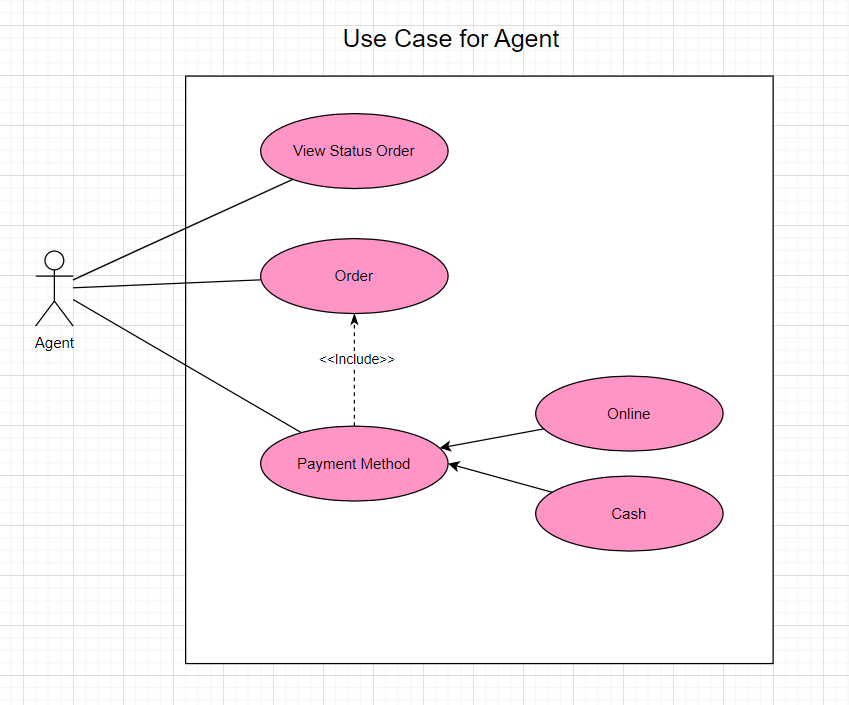 Use Case for Agent
View Status Order
Order
Agent
<<Include>>
Online
Payment Method
Cash